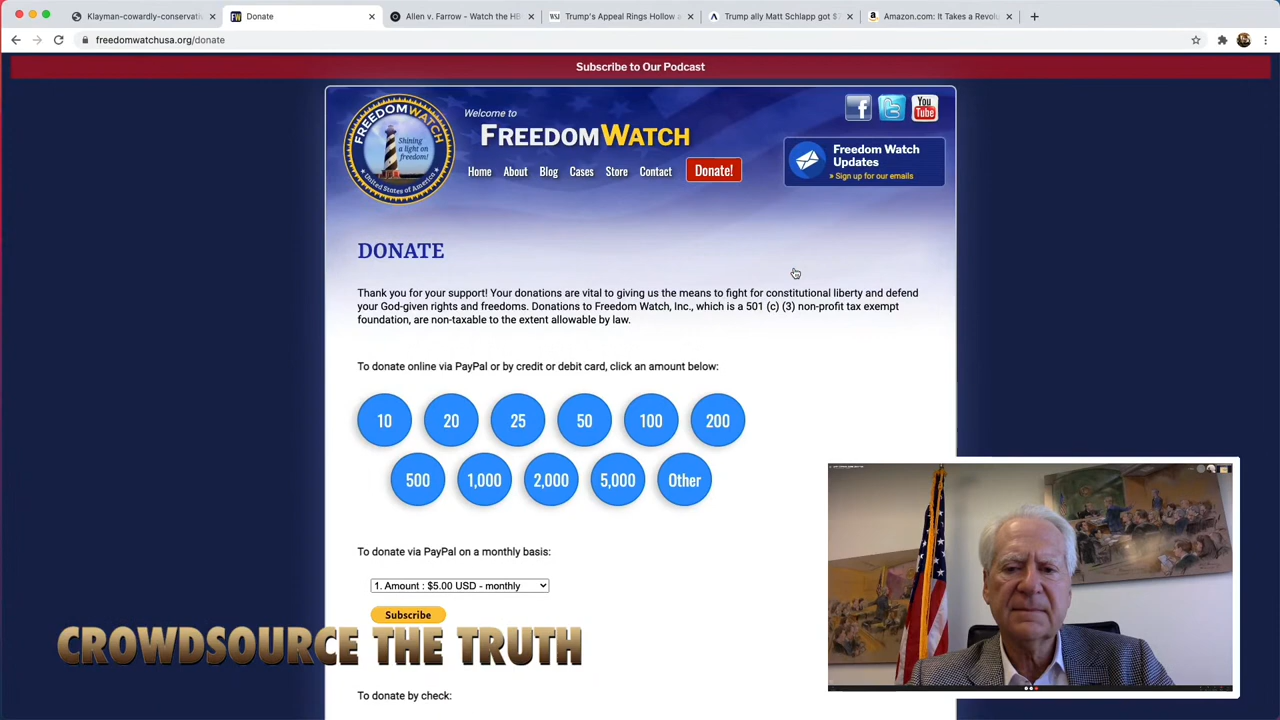 Klayman-cowardly-conservati
Donate
Allen v. Farrow - Watch the HB
WSJ
Trump's Appeal Rings Hollow a
Trump ally Matt Schlapp got $
Amazon.com: It Takes a Revolu
freedomwatchusa.org/donate
Subscribe to Our Podcast
FREEDOM WATCH
Shining
a light on
freedom!
United States of America
Welcome to
FREEDOMWATCH
Home
About
Blog
Cases
Store
Contact
Donate!
You
Tube
Freedom Watch
Updates
» Sign up for our emails
DONATE
Thank you for your support! Your donations are vital to giving us the means to fight for constitutional liberty and defend
your God-given rights and freedoms. Donations to Freedom Watch, Inc., which is a 501 (c) (3) non-profit tax exempt
foundation, are non-taxable to the extent allowable by law.
To donate online via PayPal or by credit or debit card, click an amount below:
10
20
25
50
100
200
500
1,000
2,000
5,000
Other
To donate via PayPal on a monthly basis:
1. Amount : $5.00 USD - monthly
Subscribe
CROWDSOURCE THE TRUTH
To donate by check: